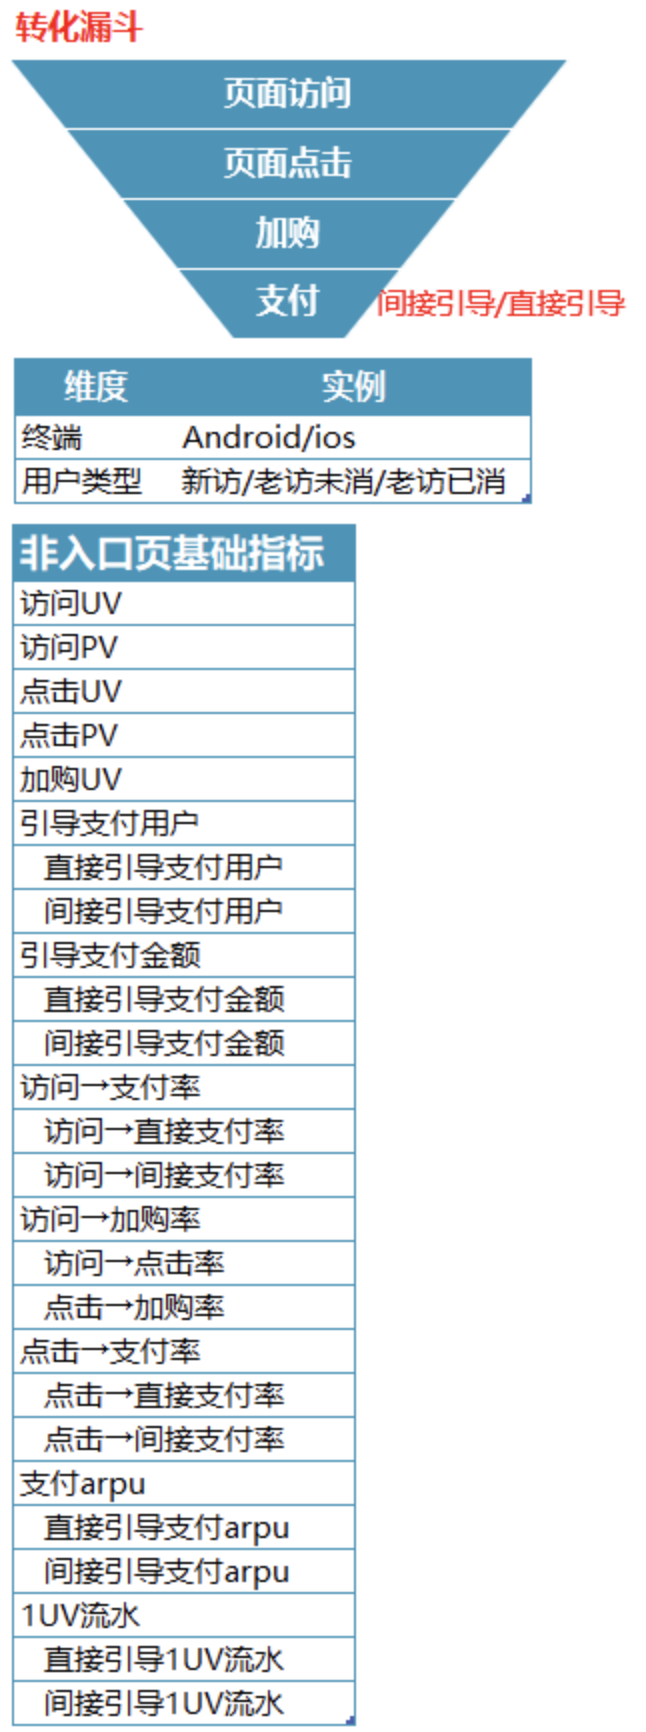 转化漏斗
页面访问
页面点击
加购
支付 间接引导/直接引导
维度 实例
终端 Android/ios
用户类型 新访/老访未消/老访已消
非入口页基础指标
访问UV
访问PV
点击UV
点击PV
加购UV
引导支付用户
直接引导支付用户
间接引导支付用户
引导支付金额
直接引导支付金额
间接引导支付金额
访问→支付率
访问→直接支付率
访问→间接支付率
访问→加购率
访问→点击率
点击→加购率
点击→支付率
点击→直接支付率
点击→间接支付率
支付arpu
直接引导支付arpu
间接引导支付arpu
1UV流水
直接引导1UV流水
间接引导1UV流水